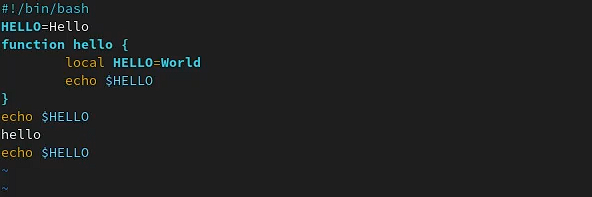 #!/bin/bash
HELLO=Hello
function hello {
        local HELLO=World
        echo $HELLO
}
echo $HELLO
hello
echo $HELLO
~
~